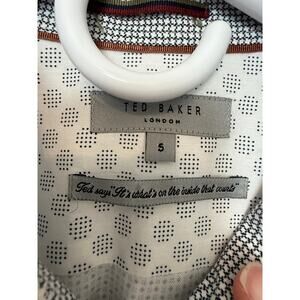 TED BAKER
LONDON
5
Ted says "It's what's on the inside that counts"